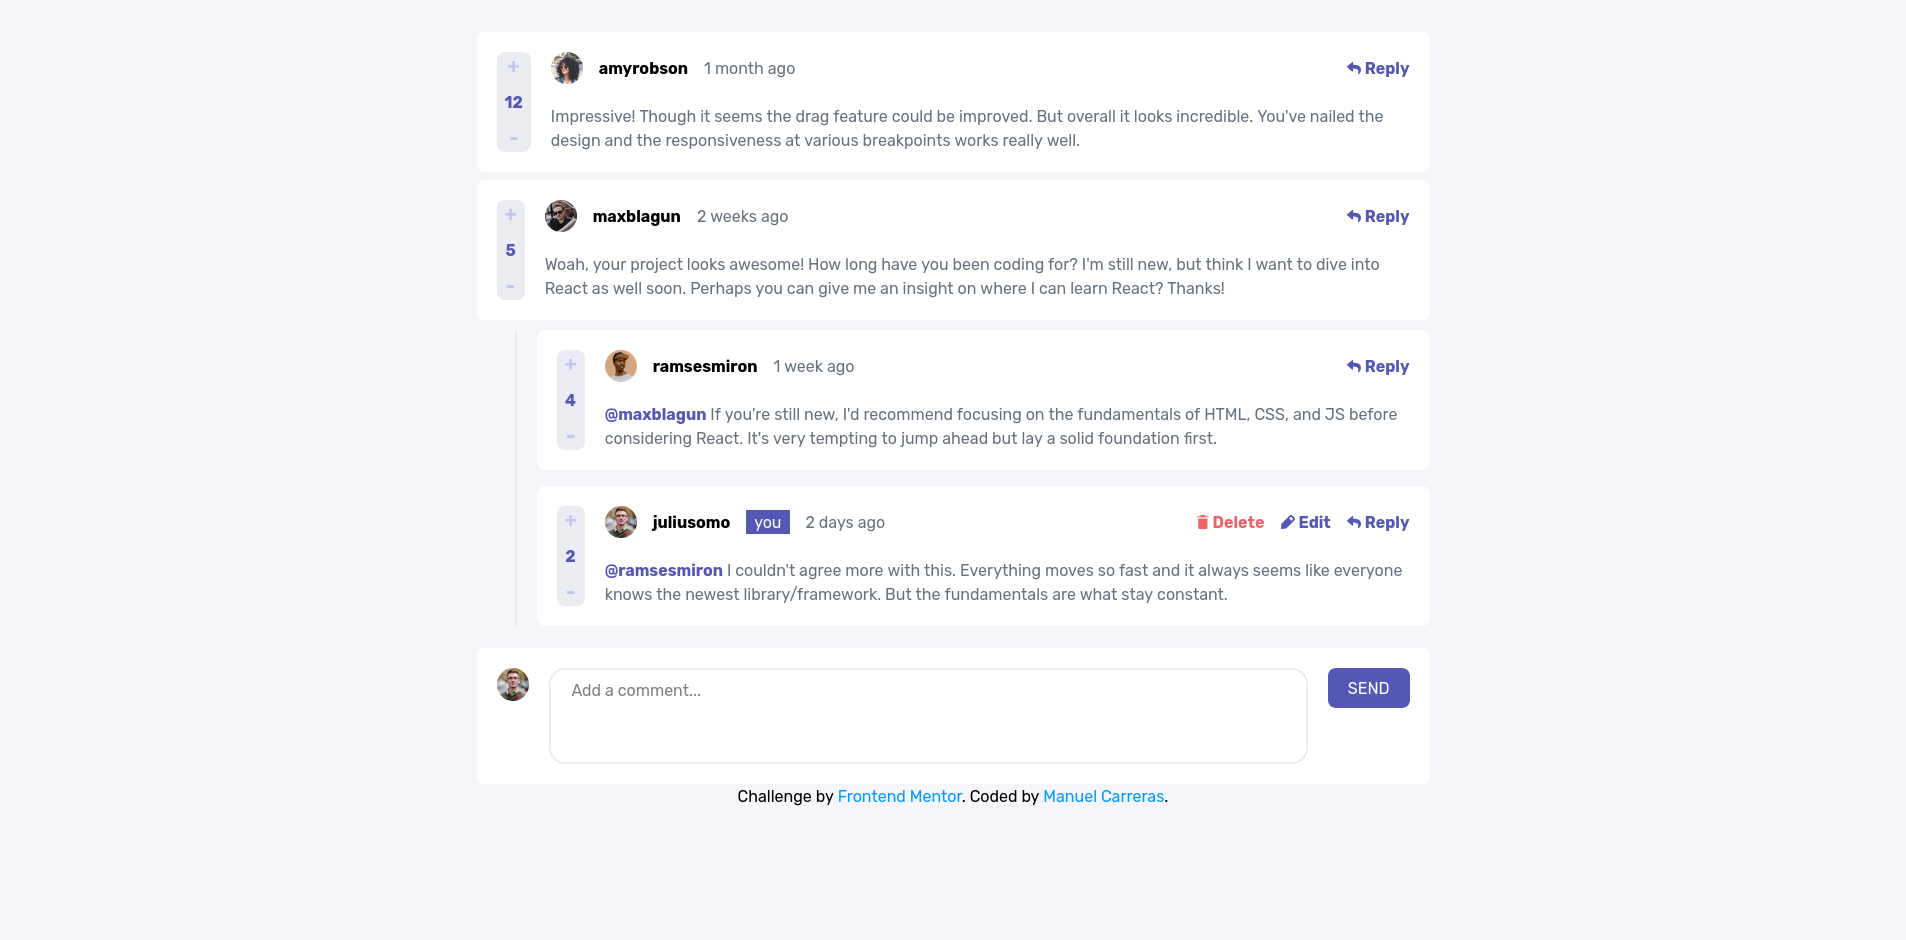 +
12
-
amyrobson 1 month ago Reply
Impressive! Though it seems the drag feature could be improved. But overall it looks incredible. You've nailed the
design and the responsiveness at various breakpoints works really well.
+
5
-
maxblagun 2 weeks ago Reply
Woah, your project looks awesome! How long have you been coding for? I'm still new, but think I want to dive into
React as well soon. Perhaps you can give me an insight on where I can learn React? Thanks!
+
4
-
ramsesmiron 1 week ago Reply
@maxblagun If you're still new, I'd recommend focusing on the fundamentals of HTML, CSS, and JS before
considering React. It's very tempting to jump ahead but lay a solid foundation first.
+
2
-
juliusomo you 2 days ago Delete Edit Reply
@ramsesmiron I couldn't agree more with this. Everything moves so fast and it always seems like everyone
knows the newest library/framework. But the fundamentals are what stay constant.
Add a comment...
SEND
Challenge by Frontend Mentor. Coded by Manuel Carreras.